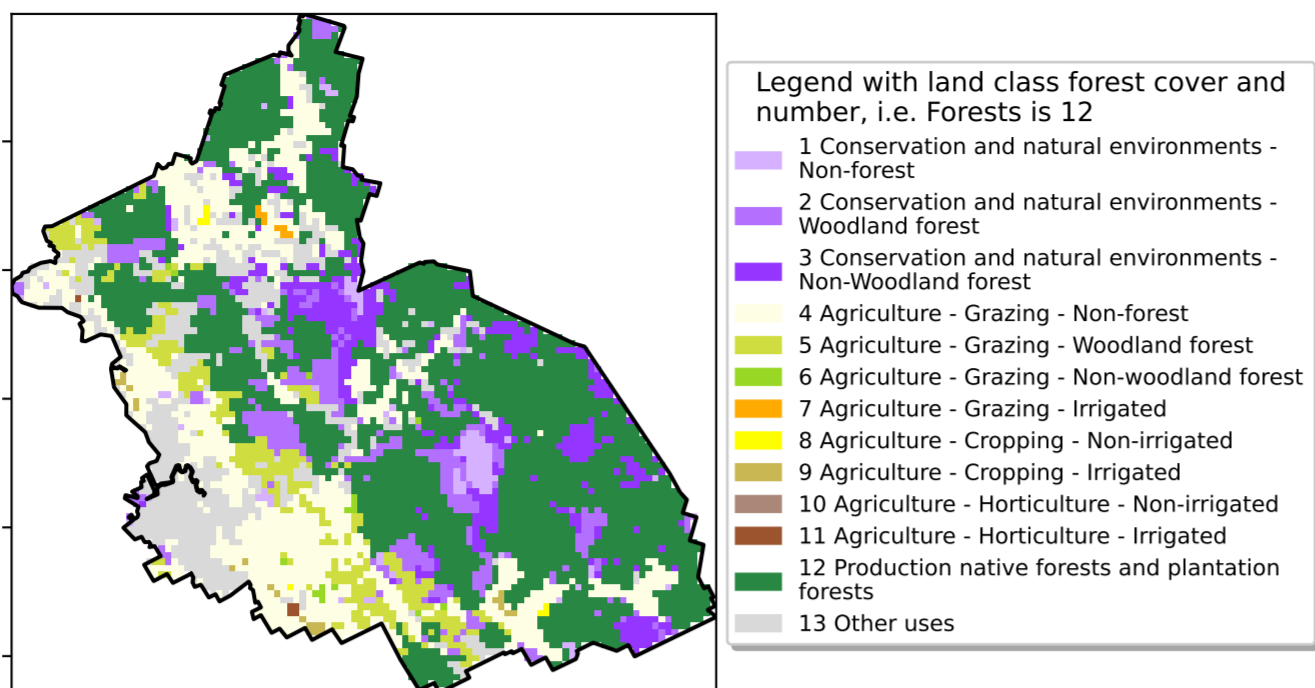 Legend with land class forest cover and
number, i.e. Forests is 12
1 Conservation and natural environments -
Non-forest
2 Conservation and natural environments -
Woodland forest
3 Conservation and natural environments -
Non-Woodland forest
4 Agriculture - Grazing - Non-forest
5 Agriculture - Grazing - Woodland forest
6 Agriculture - Grazing - Non-woodland forest
7 Agriculture - Grazing - Irrigated
8 Agriculture - Cropping - Non-irrigated
9 Agriculture - Cropping - Irrigated
10 Agriculture - Horticulture - Non-irrigated
11 Agriculture - Horticulture - Irrigated
12 Production native forests and plantation
forests
13 Other uses